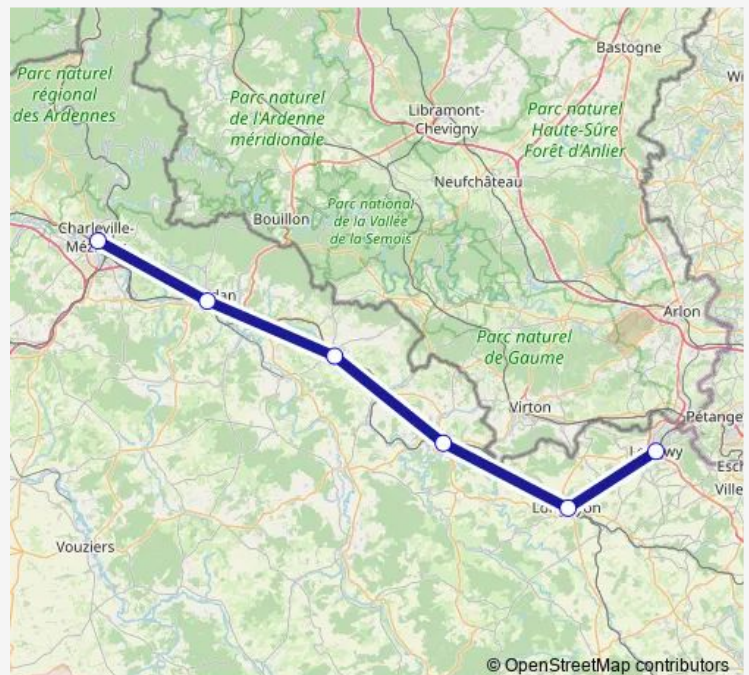 Bastogne
Parc naturel
régional
des Ardennes
Parc naturel
de l'Ardenne
méridionale
Libramont-
Chevigny
Parc naturel
Haute-Sûre
Forêt d'Anlier
Neufchâteau
Parc national
de la Vallée
de la Semois
Bouillon
Charleville-
Arlon
Parc naturel
de Gaume
Virton
Pétange
Esch
Ville
Vouziers
© OpenStreetMap contributors